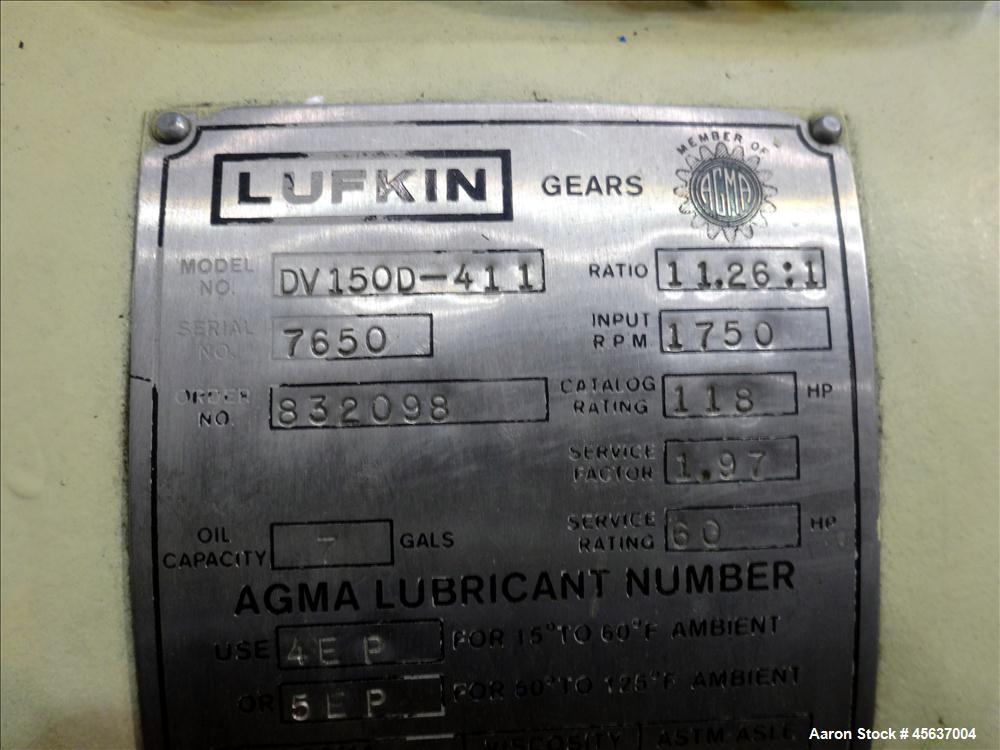 LUFKIN GEARS
MEMBER OF
AGMA
MODEL NO. DV150D-411
RATIO 11.26:1
SERIAL NO. 7650
INPUT RPM 1750
ORDER NO. 832098
CATALOG RATING 118 HP
SERVICE FACTOR 1.97
OIL CAPACITY 7 GALS
SERVICE RATING 60 HP
AGMA LUBRICANT NUMBER
USE 4EP FOR 15° TO 60°F AMBIENT
OR 5EP FOR 50° TO 125°F AMBIENT
VISCOSITY ASTM ASLE
Aaron Stock # 45637004